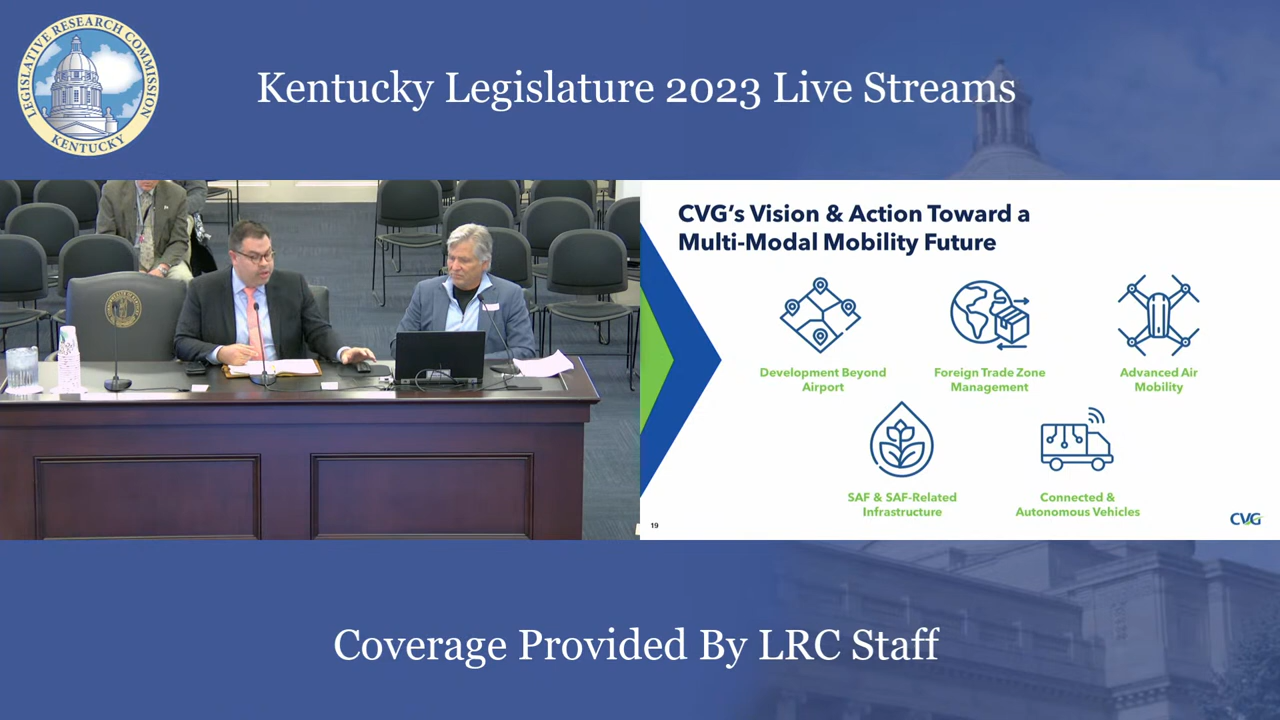 LEGISLATIVE RESEARCH COMMISSION
KENTUCKY
Kentucky Legislature 2023 Live Streams
CVG's Vision & Action Toward a
Multi-Modal Mobility Future
Development Beyond
Airport
Foreign Trade Zone
Management
Advanced Air
Mobility
SAF & SAF-Related
Infrastructure
Connected &
Autonomous Vehicles
19
CVG
Coverage Provided By LRC Staff